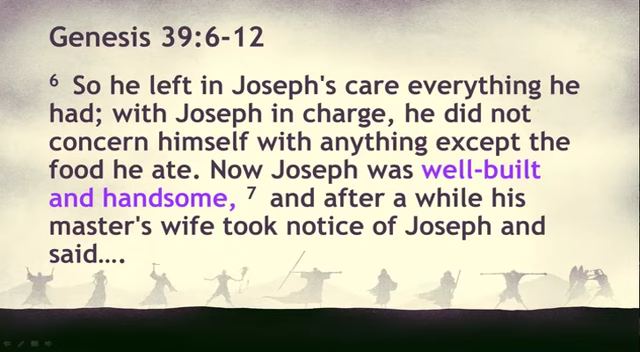 Genesis 39:6-12
⁶ So he left in Joseph's care everything he
had; with Joseph in charge, he did not
concern himself with anything except the
food he ate. Now Joseph was well-built
and handsome, ⁷ and after a while his
master's wife took notice of Joseph and
said....